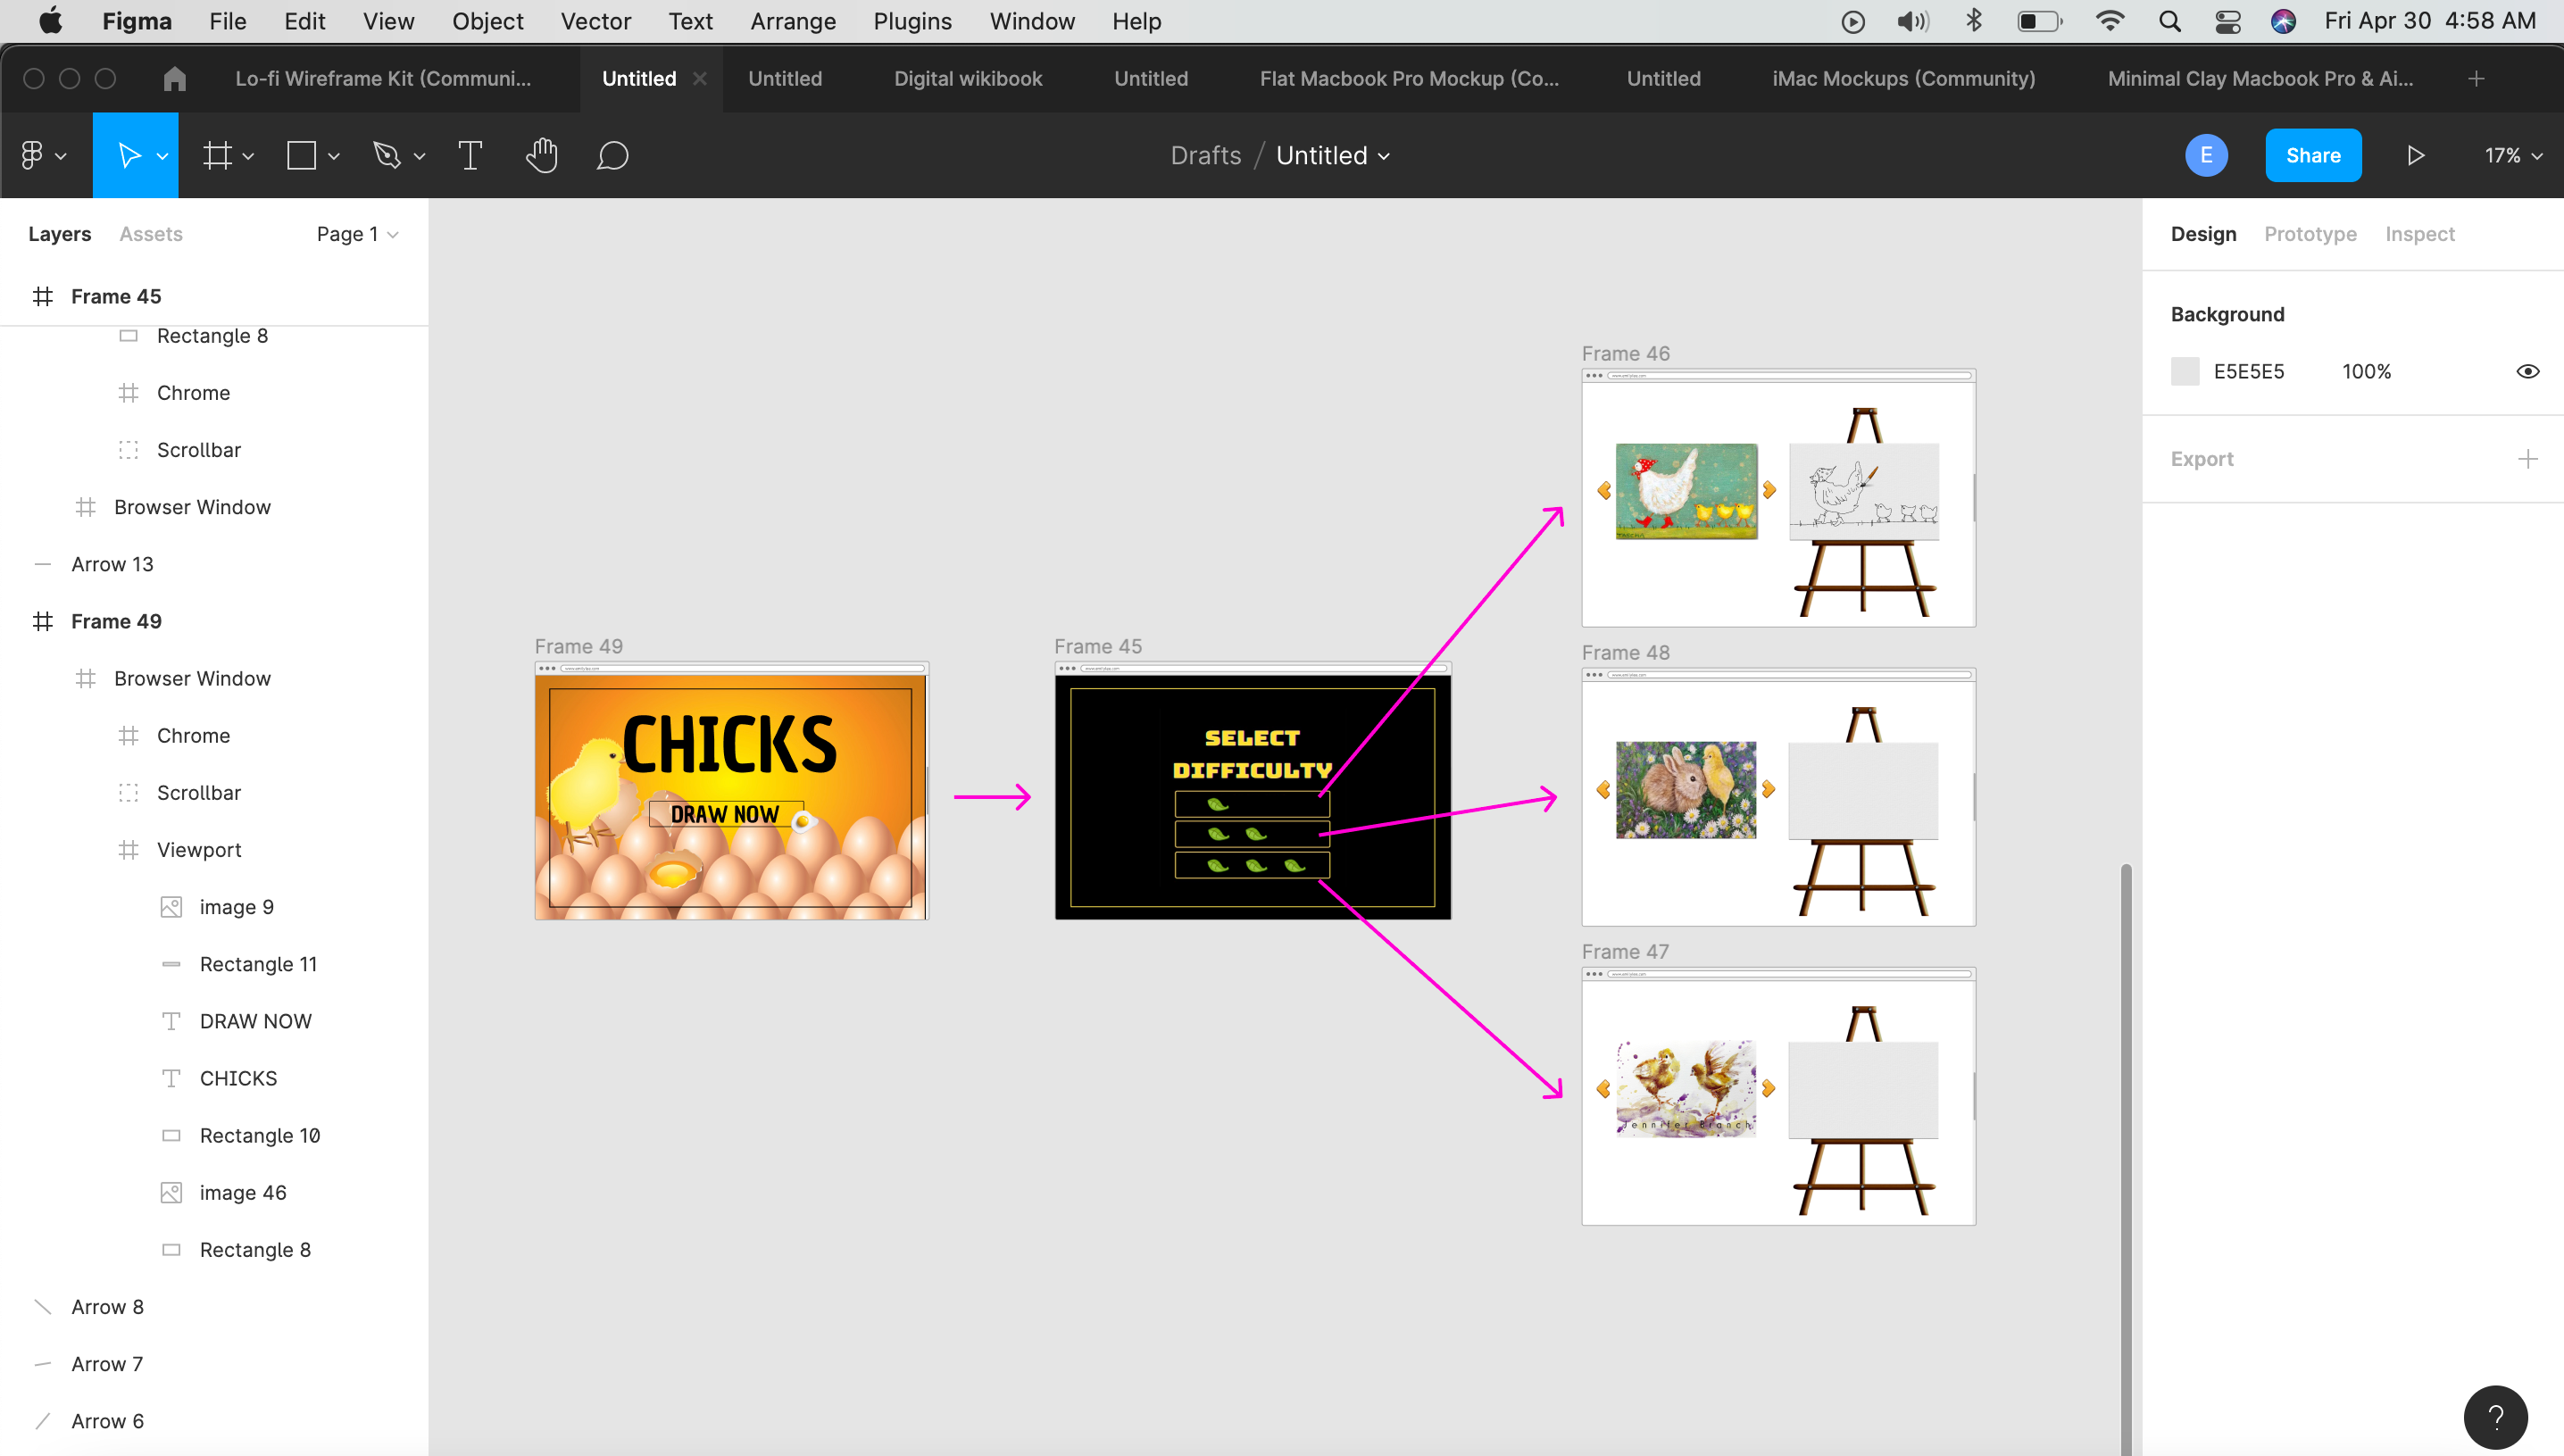 Figma File Edit View Object Vector Text Arrange Plugins Window Help Fri Apr 30 4:58 AM
Lo-fi Wireframe Kit (Communi... Untitled Untitled Digital wikibook Untitled Flat Macbook Pro Mockup (Co... Untitled iMac Mockups (Community) Minimal Clay Macbook Pro & Ai...
Drafts / Untitled E Share 17%
Layers Assets Page 1
Frame 45
Rectangle 8
Chrome
Scrollbar
Browser Window
Arrow 13
Frame 49
Browser Window
Chrome
Scrollbar
Viewport
image 9
Rectangle 11
DRAW NOW
CHICKS
Rectangle 10
image 46
Rectangle 8
Arrow 8
Arrow 7
Arrow 6
Frame 49
CHICKS
DRAW NOW
Frame 45
SELECT
DIFFICULTY
Frame 46
Frame 48
Frame 47
Jennifer Branch
Design Prototype Inspect
Background
E5E5E5 100%
Export
?